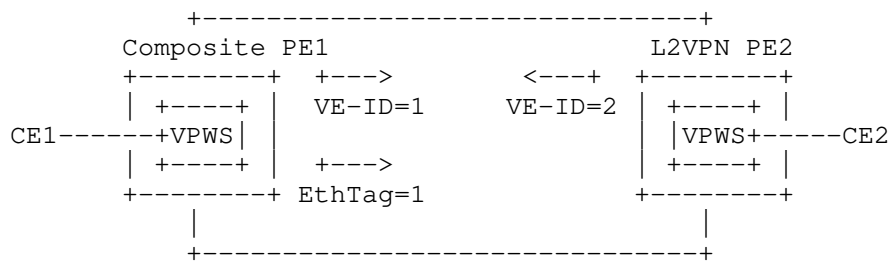 +-------------------------------+
Composite PE1 L2VPN PE2
+--------+ +---> <---+ +--------+
| +----+ | VE-ID=1 VE-ID=2 | +----+ |
CE1------+VPWS| | | |VPWS+-----CE2
| +----+ | +---> | +----+ |
+--------+ EthTag=1 +--------+
| |
+-------------------------------+